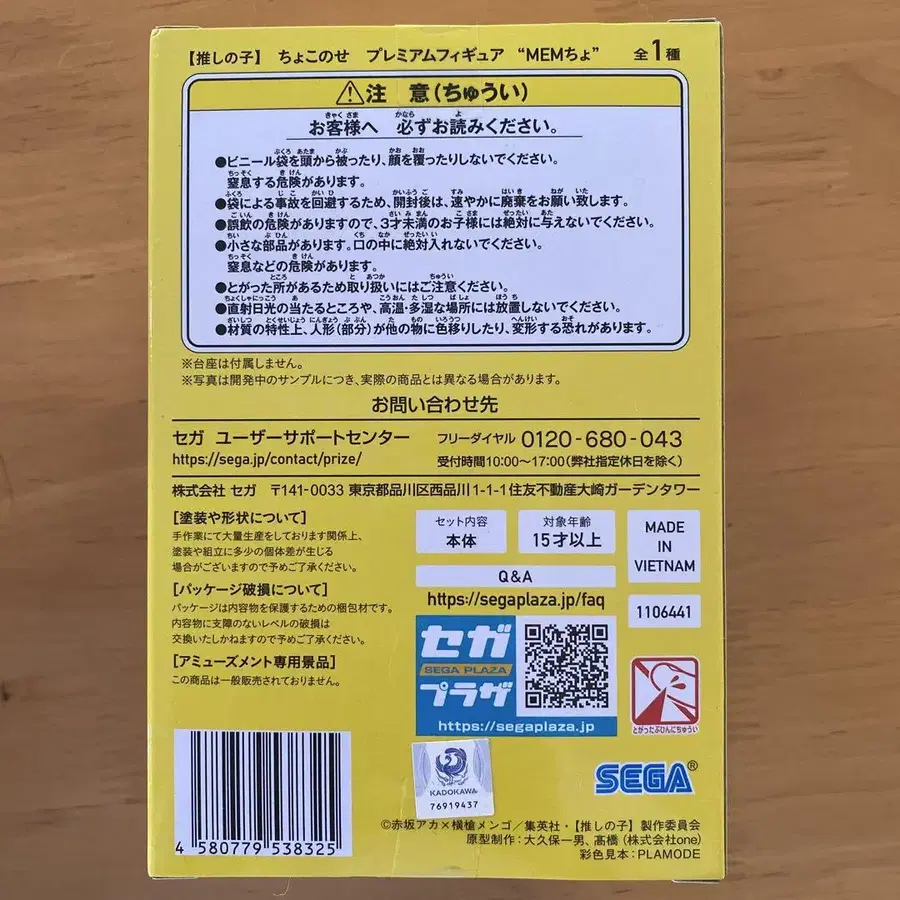 【推しの子】 ちょこのせ プレミアムフィギュア “MEMちょ” 全1種
⚠注 意(ちゅうい)
お客様へ 必ずお読みください。
●ビニール袋を頭から被ったり、顔を覆ったりしないでください。
窒息する危険があります。
●袋による事故を回避するため、開封後は、速やかに廃棄をお願い致します。
●誤飲の危険がありますので、3才未満のお子様には絶対に与えないでください。
●小さな部品があります。口の中に絶対入れないでください。
窒息などの危険があります。
●とがった所があるため取り扱いにはご注意ください。
●直射日光の当たるところや、高温・多湿な場所には放置しないでください。
●材質の特性上、人形(部分)が他の物に色移りしたり、変形する恐れがあります。
※台座は付属しません。
※写真は開発中のサンプルにつき、実際の商品とは異なる場合があります。
お問い合わせ先
セガ ユーザーサポートセンター フリーダイヤル 0120-680-043
https://sega.jp/contact/prize/ 受付時間10:00～17:00(弊社指定休日を除く)
株式会社 セガ 〒141-0033 東京都品川区西品川1-1-1住友不動産大崎ガーデンタワー
[塗装や形状について]
手作業にて大量生産をしております関係上、
塗装や組立に多少の個体差が生じる
場合がございますので予めご了承ください。
[パッケージ破損について]
パッケージは内容物を保護するための梱包材です。
内容物に支障のないレベルの破損は
交換いたしかねますので予めご了承ください。
[アミューズメント専用景品]
この商品は一般販売されておりません。
セット内容
本体
対象年齢
15才以上
MADE
IN
VIETNAM
Q&A
https://segaplaza.jp/faq
1106441
セガ
SEGA PLAZA
プラザ
https://segaplaza.jp
とがったぶひんにちゅうい
KADOKAWA
76919437
SEGA®
4 580779 538325
©赤坂アカ×横槍メンゴ／集英社・【推しの子】製作委員会
原型制作：大久保一男、髙橋 (株式会社one)
彩色見本：PLAMODE